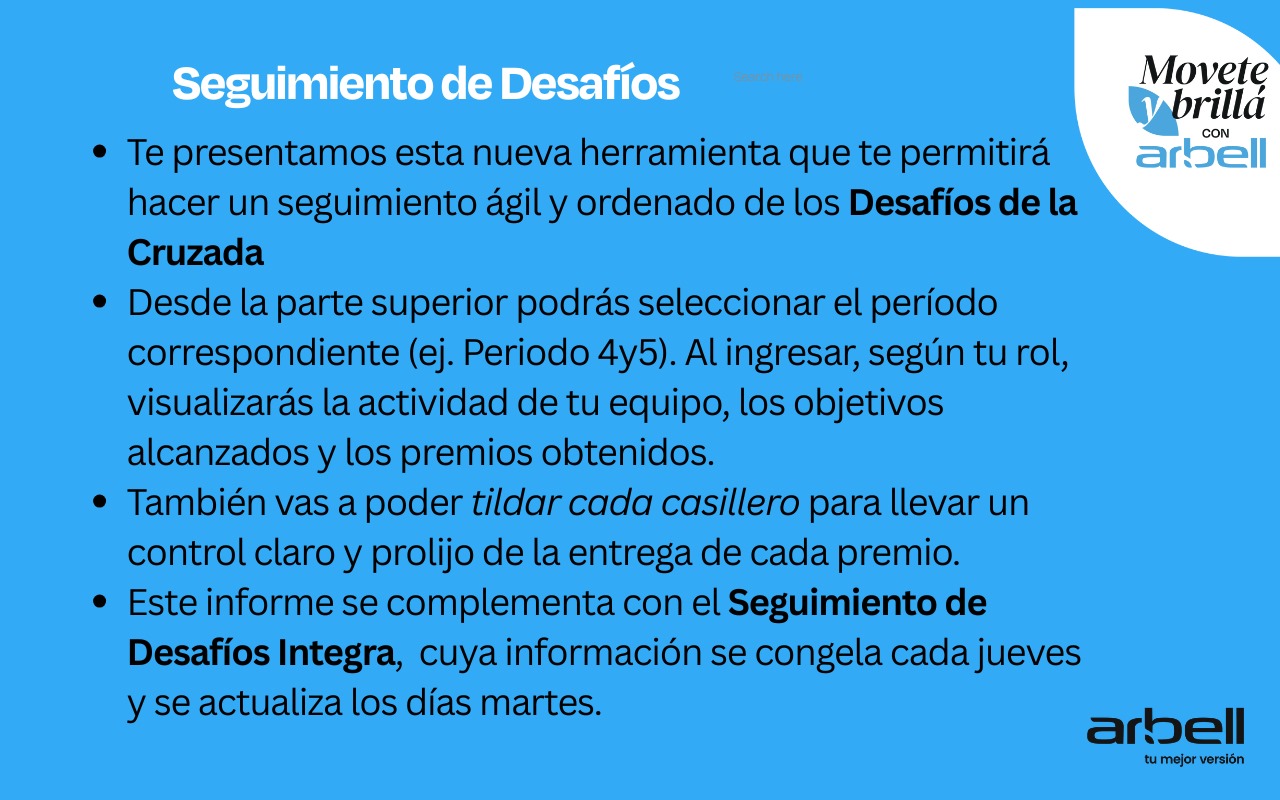 Seguimiento de Desafíos
Search here
Movete
y brillá
CON
arbell
• Te presentamos esta nueva herramienta que te permitirá
hacer un seguimiento ágil y ordenado de los Desafíos de la
Cruzada
• Desde la parte superior podrás seleccionar el período
correspondiente (ej. Periodo 4y5). Al ingresar, según tu rol,
visualizarás la actividad de tu equipo, los objetivos
alcanzados y los premios obtenidos.
• También vas a poder tildar cada casillero para llevar un
control claro y prolijo de la entrega de cada premio.
• Este informe se complementa con el Seguimiento de
Desafíos Integra,  cuya información se congela cada jueves
y se actualiza los días martes.
arbell
tu mejor versión